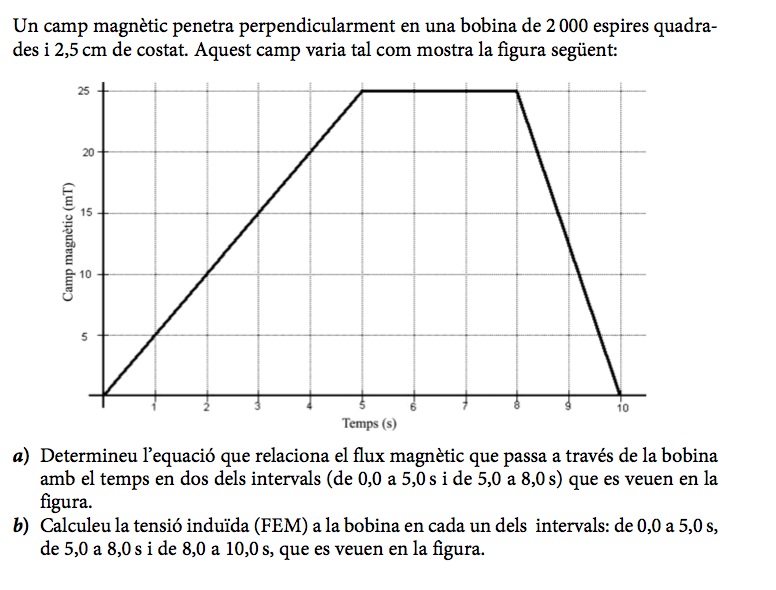 Un camp magnètic penetra perpendicularment en una bobina de 2 000 espires quadra-
des i 2,5 cm de costat. Aquest camp varia tal com mostra la figura següent:
25
20
15
10
5
Camp magnètic (mT)
1 2 3 4 5 6 7 8 9 10
Temps (s)
a) Determineu l’equació que relaciona el flux magnètic que passa a través de la bobina
amb el temps en dos dels intervals (de 0,0 a 5,0 s i de 5,0 a 8,0 s) que es veuen en la
figura.
b) Calculeu la tensió induïda (FEM) a la bobina en cada un dels intervals: de 0,0 a 5,0 s,
de 5,0 a 8,0 s i de 8,0 a 10,0 s, que es veuen en la figura.